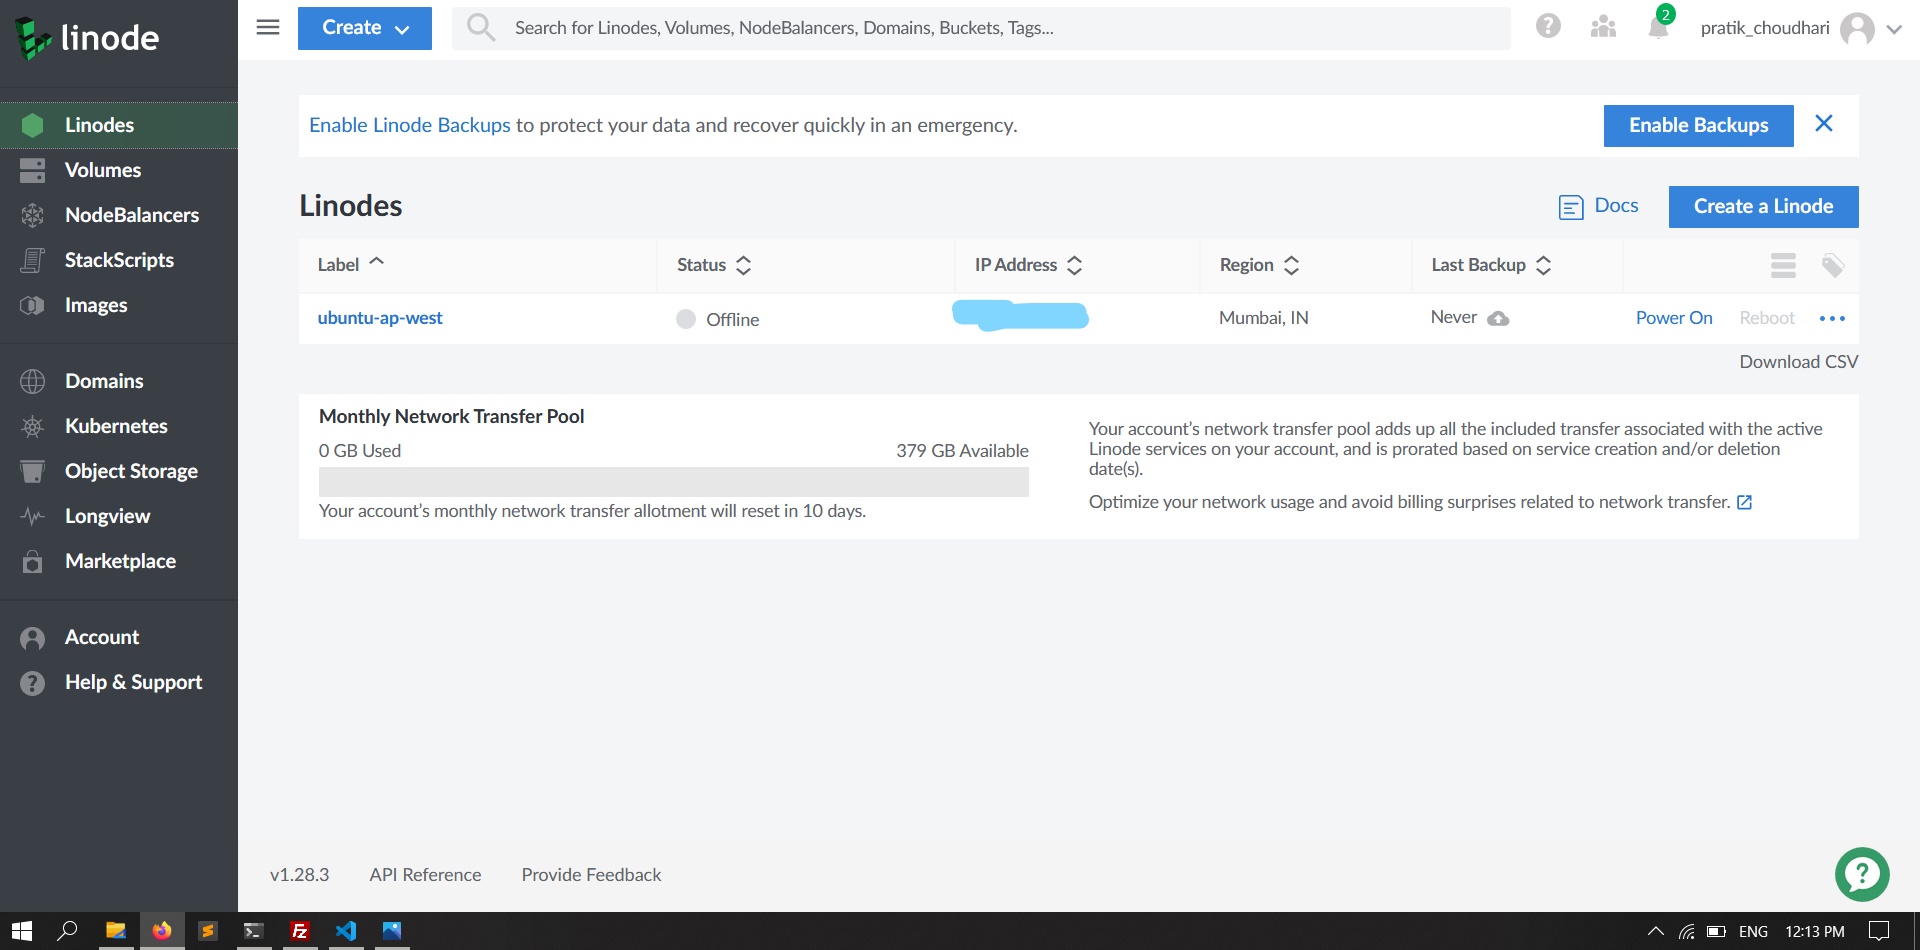 linode
Create
Search for Linodes, Volumes, NodeBalancers, Domains, Buckets, Tags...
2
pratik_choudhari
Linodes
Volumes
NodeBalancers
StackScripts
Images
Domains
Kubernetes
Object Storage
Longview
Marketplace
Account
Help & Support
Enable Linode Backups to protect your data and recover quickly in an emergency.
Enable Backups
Linodes
Docs
Create a Linode
Label Status IP Address Region Last Backup
ubuntu-ap-west Offline Mumbai, IN Never Power On Reboot
Download CSV
Monthly Network Transfer Pool
0 GB Used 379 GB Available
Your account's monthly network transfer allotment will reset in 10 days.
Your account's network transfer pool adds up all the included transfer associated with the active
Linode services on your account, and is prorated based on service creation and/or deletion
date(s).
Optimize your network usage and avoid billing surprises related to network transfer.
v1.28.3 API Reference Provide Feedback
ENG 12:13 PM